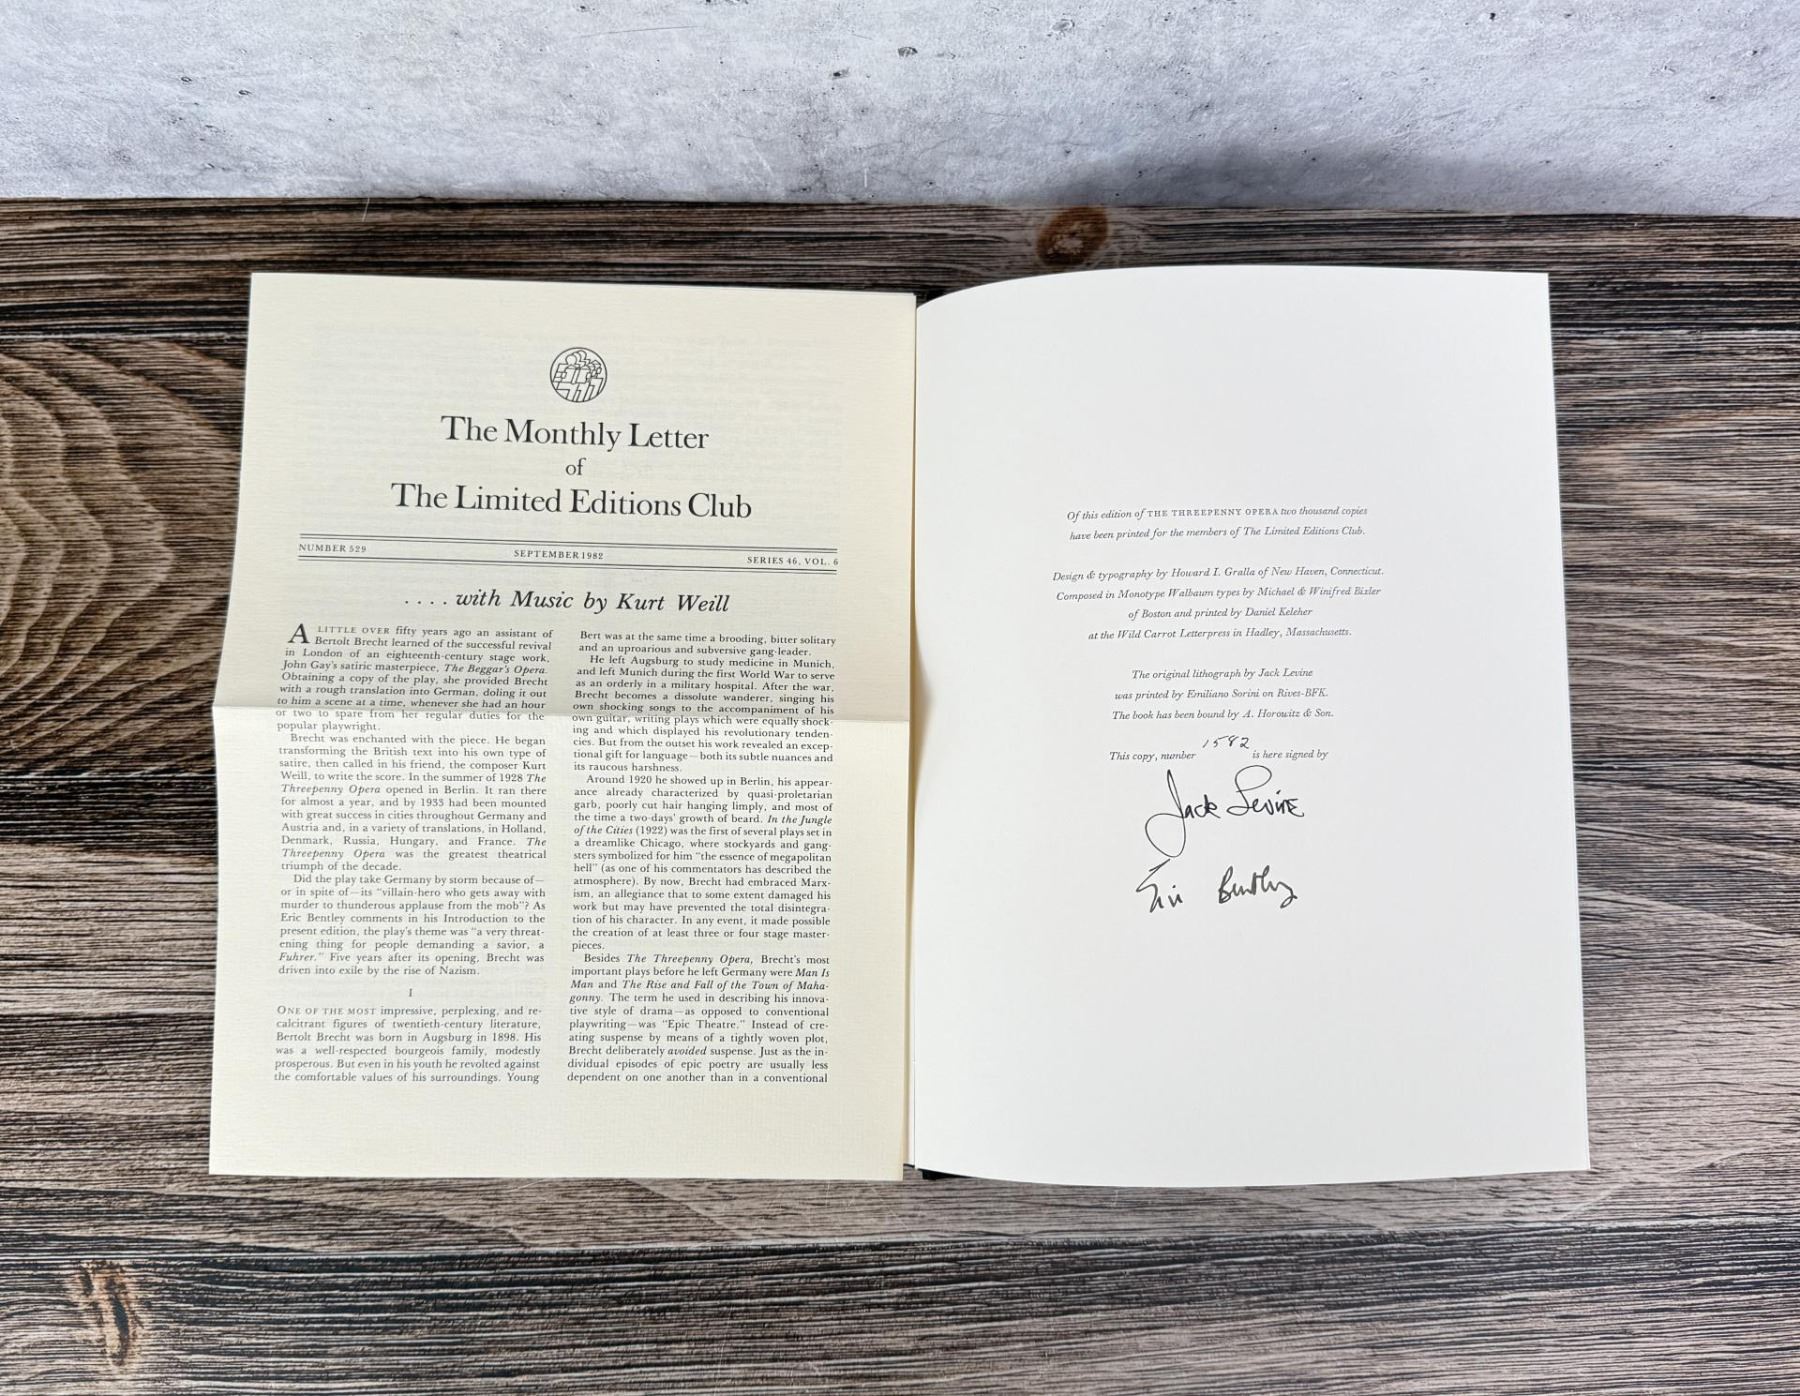 The Monthly Letter
of
The Limited Editions Club
NUMBER 529 SEPTEMBER 1982 SERIES 46, VOL. 6
. . . . with Music by Kurt Weill
A LITTLE OVER fifty years ago an assistant of
Bertolt Brecht learned of the successful revival
in London of an eighteenth-century stage work,
John Gay's satiric masterpiece, The Beggar's Opera.
Obtaining a copy of the play, she provided Brecht
with a rough translation into German, doling it out
to him a scene at a time, whenever she had an hour
or two to spare from her regular duties for the
popular playwright.
Brecht was enchanted with the piece. He began
transforming the British text into his own type of
satire, then called in his friend, the composer Kurt
Weill, to write the score. In the summer of 1928 The
Threepenny Opera opened in Berlin. It ran there
for almost a year, and by 1933 had been mounted
with great success in cities throughout Germany and
Austria and, in a variety of translations, in Holland,
Denmark, Russia, Hungary, and France. The
Threepenny Opera was the greatest theatrical
triumph of the decade.
Did the play take Germany by storm because of—
or in spite of—its "villain-hero who gets away with
murder to thunderous applause from the mob"? As
Eric Bentley comments in his Introduction to the
present edition, the play's theme was "a very threat-
ening thing for people demanding a savior, a
Fuhrer." Five years after its opening, Brecht was
driven into exile by the rise of Nazism.
I
ONE OF THE MOST impressive, perplexing, and re-
calcitrant figures of twentieth-century literature,
Bertolt Brecht was born in Augsburg in 1898. His
was a well-respected bourgeois family, modestly
prosperous. But even in his youth he revolted against
the comfortable values of his surroundings. Young
Bert was at the same time a brooding, bitter solitary
and an uproarious and subversive gang-leader.
He left Augsburg to study medicine in Munich,
and left Munich during the first World War to serve
as an orderly in a military hospital. After the war,
Brecht becomes a dissolute wanderer, singing his
own shocking songs to the accompaniment of his
own guitar, writing plays which were equally shock-
ing and which displayed his revolutionary tenden-
cies. But from the outset his work revealed an excep-
tional gift for language—both its subtle nuances and
its raucous harshness.
Around 1920 he showed up in Berlin, his appear-
ance already characterized by quasi-proletarian
garb, poorly cut hair hanging limply, and most of
the time a two-days' growth of beard. In the Jungle
of the Cities (1922) was the first of several plays set in
a dreamlike Chicago, where stockyards and gang-
sters symbolized for him "the essence of megapolitan
hell" (as one of his commentators has described the
atmosphere). By now, Brecht had embraced Marx-
ism, an allegiance that to some extent damaged his
work but may have prevented the total disintegra-
tion of his character. In any event, it made possible
the creation of at least three or four stage master-
pieces.
Besides The Threepenny Opera, Brecht's most
important plays before he left Germany were Man Is
Man and The Rise and Fall of the Town of Maha-
gonny. The term he used in describing his innova-
tive style of drama—as opposed to conventional
playwriting—was "Epic Theatre." Instead of cre-
ating suspense by means of a tightly woven plot,
Brecht deliberately avoided suspense. Just as the in-
dividual episodes of epic poetry are usually less
dependent on one another than in a conventional
Of this edition of THE THREEPENNY OPERA two thousand copies
have been printed for the members of The Limited Editions Club.
Design & typography by Howard I. Gralla of New Haven, Connecticut.
Composed in Monotype Walbaum types by Michael & Winifred Bixler
of Boston and printed by Daniel Keleher
at the Wild Carrot Letterpress in Hadley, Massachusetts.
The original lithograph by Jack Levine
was printed by Emiliano Sorini on Rives-BFK.
The book has been bound by A. Horowitz & Son.
This copy, number 1582 is here signed by
Jack Levine
Eric Bentley